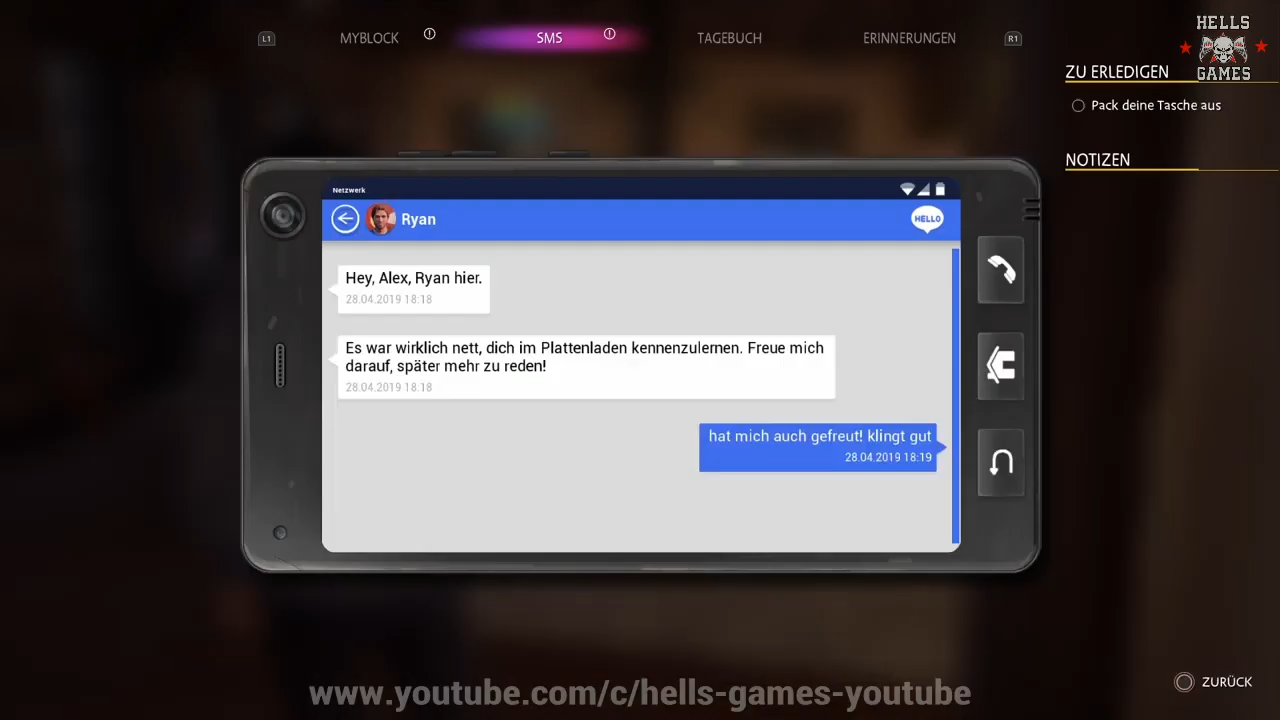 L1
MYBLOCK
SMS
TAGEBUCH
ERINNERUNGEN
R1
HELLS
GAMES
ZU ERLEDIGEN
Pack deine Tasche aus
NOTIZEN
Netzwerk
Ryan
HELLO
Hey, Alex, Ryan hier.
28.04.2019 18:18
Es war wirklich nett, dich im Plattenladen kennenzulernen. Freue mich
darauf, später mehr zu reden!
28.04.2019 18:18
hat mich auch gefreut! klingt gut
28.04.2019 18:19
ZURÜCK
www.youtube.com/c/hells-games-youtube